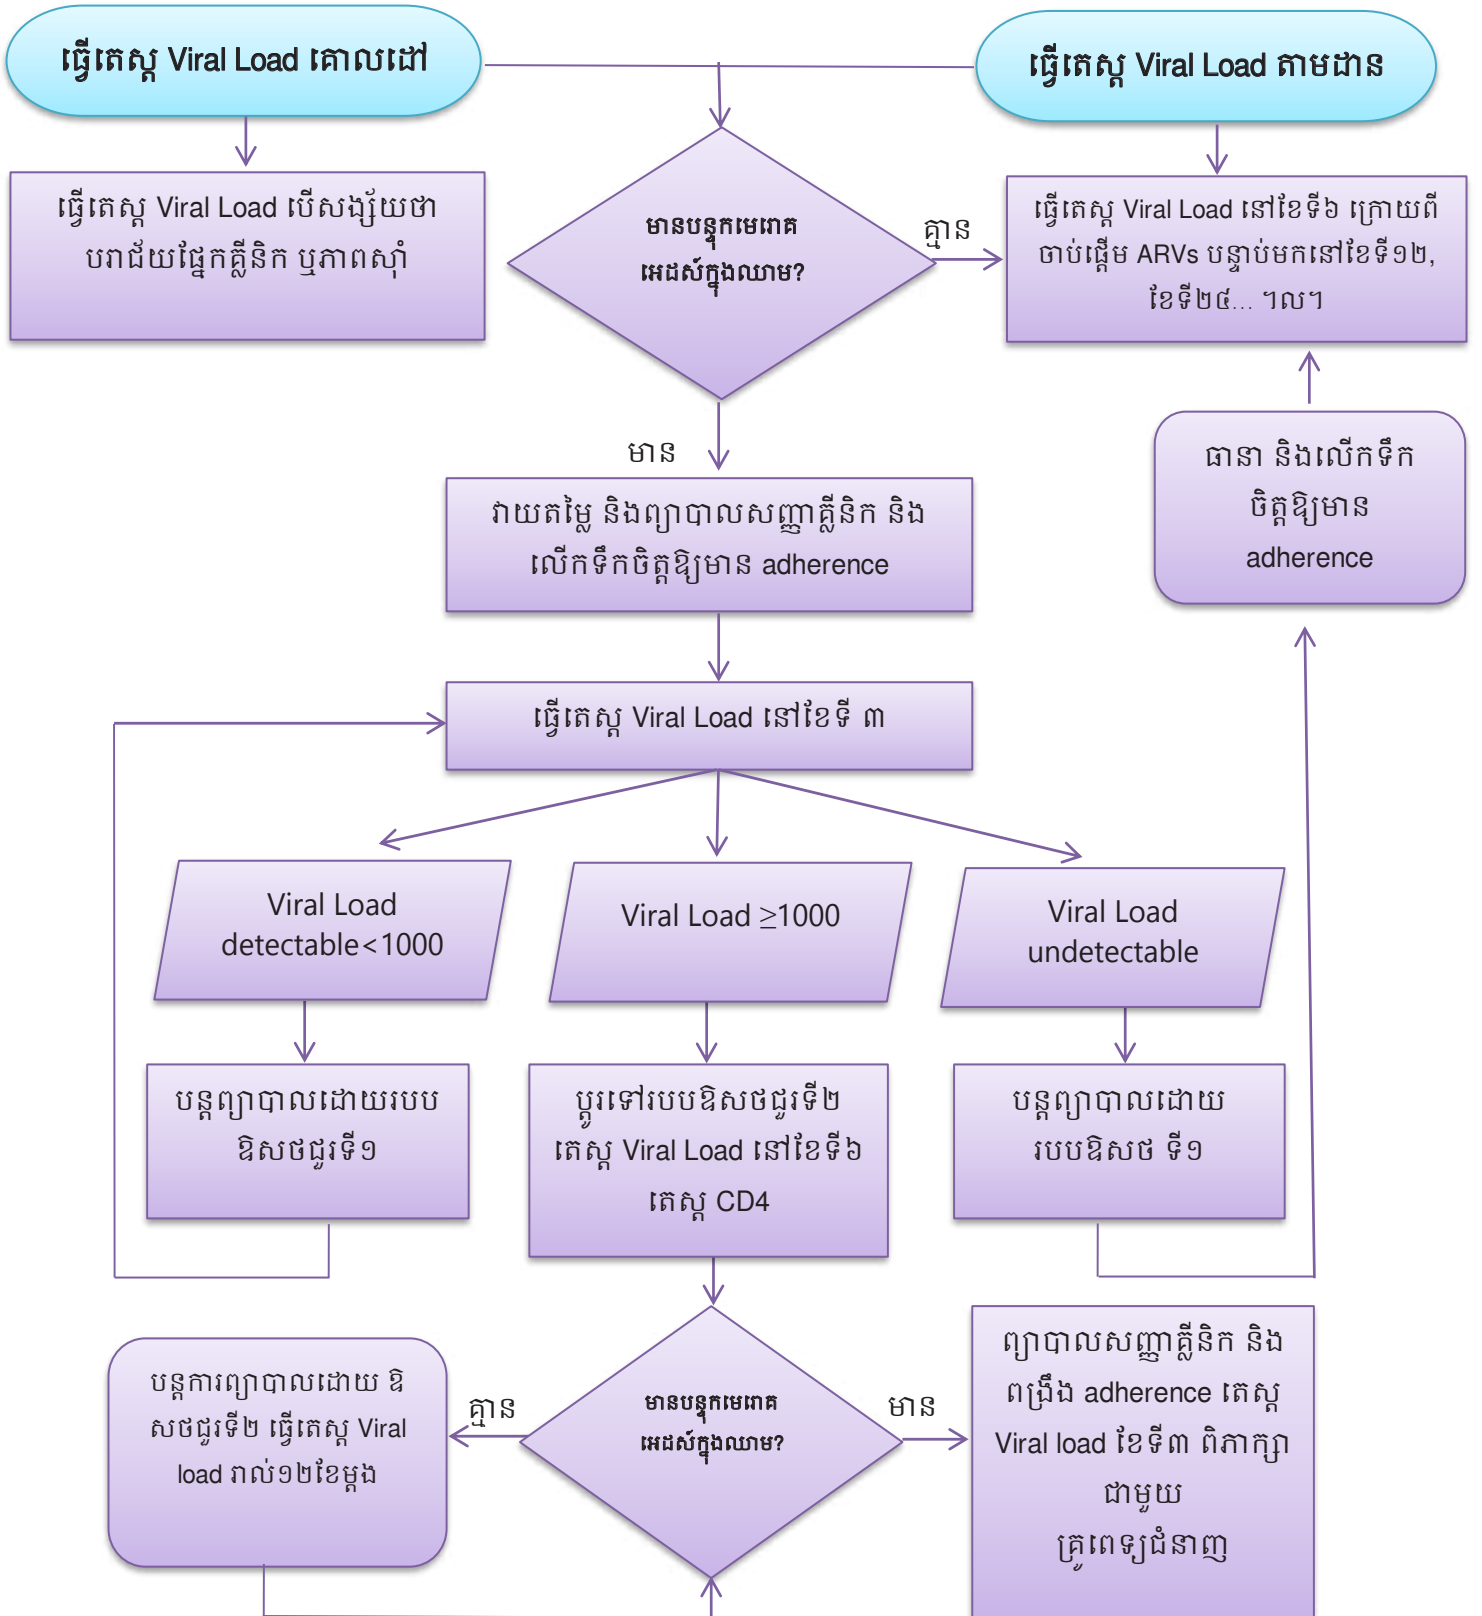 ធ្វើតេស្ត Viral Load គោលដៅ
ធ្វើតេស្ត Viral Load តាមដាន
ធ្វើតេស្ត Viral Load បើសង្ស័យថា
បរាជ័យផ្នែកគ្លីនិក ឬភាពស៊ាំ
មានបន្ទុកមេរោគ
អេដស៍ក្នុងឈាម?
គ្មាន
ធ្វើតេស្ត Viral Load នៅខែទី៦ ក្រោយពី
ចាប់ផ្តើម ARVs បន្ទាប់មកនៅខែទី១២,
ខែទី២៤... ។ល។
មាន
ធានា និងលើកទឹក
ចិត្តឱ្យមាន
adherence
វាយតម្លៃ និងព្យាបាលសញ្ញាគ្លីនិក និង
លើកទឹកចិត្តឱ្យមាន adherence
ធ្វើតេស្ត Viral Load នៅខែទី ៣
Viral Load
detectable<1000
Viral Load ≥1000
Viral Load
undetectable
បន្តព្យាបាលដោយរបប
ឱសថជួរទី១
ប្តូរទៅរបបឱសថជួរទី២
តេស្ត Viral Load នៅខែទី៦
តេស្ត CD4
បន្តព្យាបាលដោយ
របបឱសថ ទី១
បន្តការព្យាបាលដោយ ឱ
សថជួរទី២ ធ្វើតេស្ត Viral
load រាល់១២ខែម្តង
គ្មាន
មានបន្ទុកមេរោគ
អេដស៍ក្នុងឈាម?
មាន
ព្យាបាលសញ្ញាគ្លីនិក និង
ពង្រឹង adherence តេស្ត
Viral load ខែទី៣ ពិភាក្សា
ជាមួយ
គ្រូពេទ្យជំនាញ